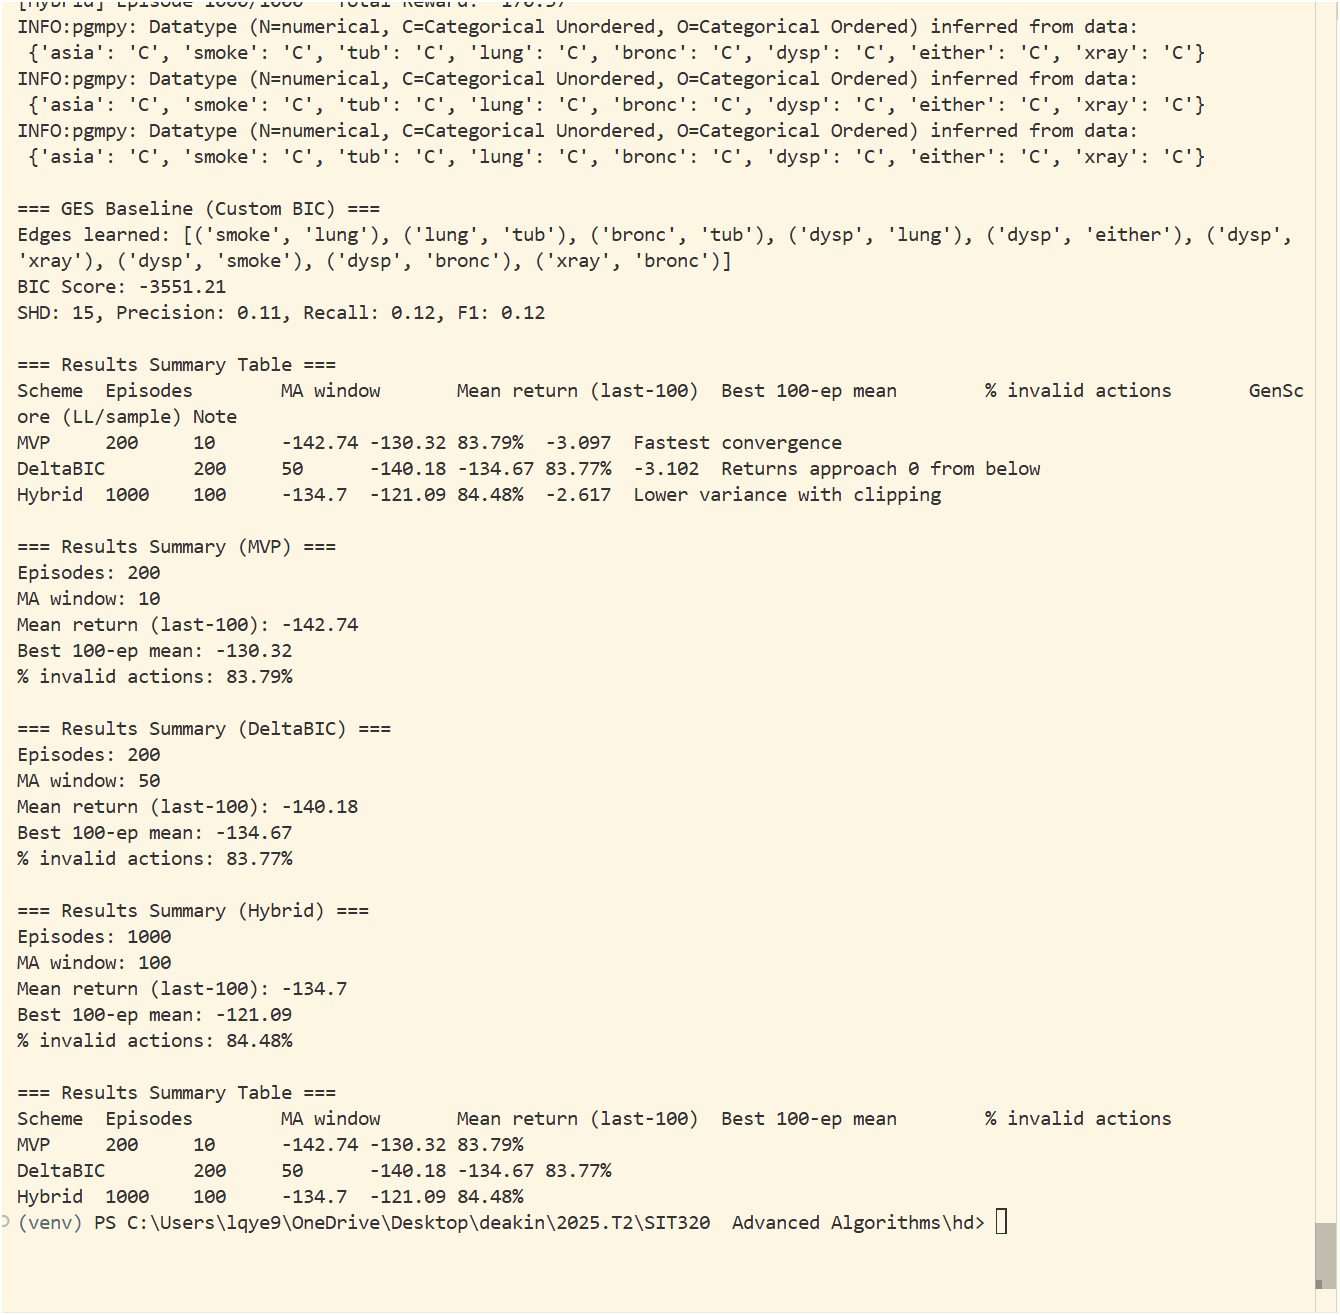 [Hybrid] Episode 1000/1000 Total Reward: -170.57
INFO:pgmpy: Datatype (N=numerical, C=Categorical Unordered, O=Categorical Ordered) inferred from data:
{'asia': 'C', 'smoke': 'C', 'tub': 'C', 'lung': 'C', 'bronc': 'C', 'dysp': 'C', 'either': 'C', 'xray': 'C'}
INFO:pgmpy: Datatype (N=numerical, C=Categorical Unordered, O=Categorical Ordered) inferred from data:
{'asia': 'C', 'smoke': 'C', 'tub': 'C', 'lung': 'C', 'bronc': 'C', 'dysp': 'C', 'either': 'C', 'xray': 'C'}
INFO:pgmpy: Datatype (N=numerical, C=Categorical Unordered, O=Categorical Ordered) inferred from data:
{'asia': 'C', 'smoke': 'C', 'tub': 'C', 'lung': 'C', 'bronc': 'C', 'dysp': 'C', 'either': 'C', 'xray': 'C'}
=== GES Baseline (Custom BIC) ===
Edges learned: [('smoke', 'lung'), ('lung', 'tub'), ('bronc', 'tub'), ('dysp', 'lung'), ('dysp', 'either'), ('dysp',
'xray'), ('dysp', 'smoke'), ('dysp', 'bronc'), ('xray', 'bronc')]
BIC Score: -3551.21
SHD: 15, Precision: 0.11, Recall: 0.12, F1: 0.12
=== Results Summary Table ===
Scheme Episodes MA window Mean return (last-100) Best 100-ep mean % invalid actions GenSc
ore (LL/sample) Note
MVP 200 10 -142.74 -130.32 83.79% -3.097 Fastest convergence
DeltaBIC 200 50 -140.18 -134.67 83.77% -3.102 Returns approach 0 from below
Hybrid 1000 100 -134.7 -121.09 84.48% -2.617 Lower variance with clipping
=== Results Summary (MVP) ===
Episodes: 200
MA window: 10
Mean return (last-100): -142.74
Best 100-ep mean: -130.32
% invalid actions: 83.79%
=== Results Summary (DeltaBIC) ===
Episodes: 200
MA window: 50
Mean return (last-100): -140.18
Best 100-ep mean: -134.67
% invalid actions: 83.77%
=== Results Summary (Hybrid) ===
Episodes: 1000
MA window: 100
Mean return (last-100): -134.7
Best 100-ep mean: -121.09
% invalid actions: 84.48%
=== Results Summary Table ===
Scheme Episodes MA window Mean return (last-100) Best 100-ep mean % invalid actions
MVP 200 10 -142.74 -130.32 83.79%
DeltaBIC 200 50 -140.18 -134.67 83.77%
Hybrid 1000 100 -134.7 -121.09 84.48%
(venv) PS C:\Users\lqye9\OneDrive\Desktop\deakin\2025.T2\SIT320  Advanced Algorithms\hd>